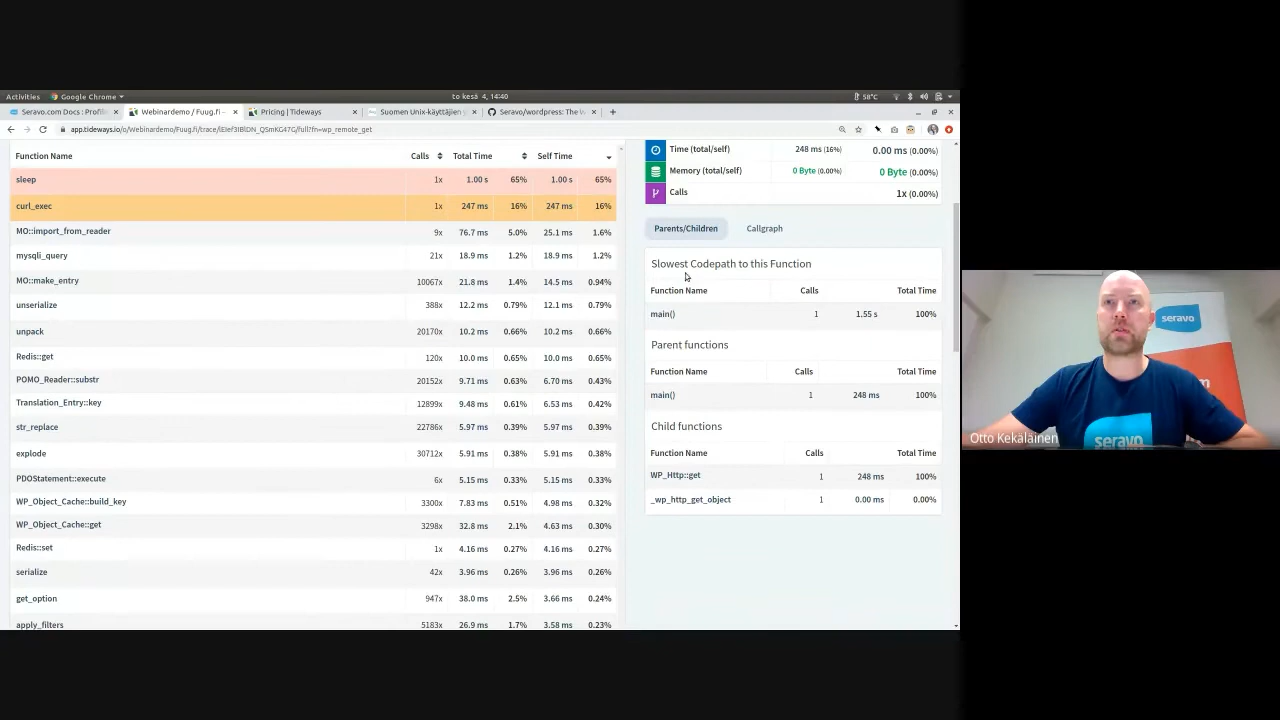 Activities Google Chrome to kesä 4, 14:40 58°C
Seravo.com Docs : Profili Webinardemo / Fuug.fi – Pricing | Tideways Suomen Unix-käyttäjien Seravo/wordpress: The
app.tideways.io/o/Webinardemo/Fuug.fi/trace/
Function Name Calls Total Time Self Time
sleep 1x 1.00 s 65% 1.00 s 65%
curl_exec 1x 247 ms 16% 247 ms 16%
MO::import_from_reader 9x 76.7 ms 5.0% 25.1 ms 1.6%
mysqli_query 21x 18.9 ms 1.2% 18.9 ms 1.2%
MO::make_entry 10067x 21.8 ms 1.4% 14.5 ms 0.94%
unserialize 388x 12.2 ms 0.79% 12.1 ms 0.79%
unpack 20170x 10.2 ms 0.66% 10.2 ms 0.66%
Redis::get 120x 10.0 ms 0.65% 10.0 ms 0.65%
POMO_Reader::substr 20152x 9.71 ms 0.63% 6.70 ms 0.43%
Translation_Entry::key 12899x 9.48 ms 0.61% 6.53 ms 0.42%
str_replace 22786x 5.97 ms 0.39% 5.97 ms 0.39%
explode 30712x 5.91 ms 0.38% 5.91 ms 0.38%
PDOStatement::execute 6x 5.15 ms 0.33% 5.15 ms 0.33%
WP_Object_Cache::build_key 3300x 7.83 ms 0.51% 4.98 ms 0.32%
WP_Object_Cache::get 3298x 32.8 ms 2.1% 4.63 ms 0.30%
Redis::set 1x 4.16 ms 0.27% 4.16 ms 0.27%
serialize 42x 3.96 ms 0.26% 3.96 ms 0.26%
get_option 947x 38.0 ms 2.5% 3.66 ms 0.24%
apply_filters 5183x 26.9 ms 1.7% 3.58 ms 0.23%
Time (total/self) 248 ms (16%) 0.00 ms (0.00%)
Memory (total/self) 0 Byte (0.00%) 0 Byte (0.00%)
Calls 1x (0.00%)
Parents/Children Callgraph
Slowest Codepath to this Function
Function Name Calls Total Time
main() 1 1.55 s 100%
Parent functions
Function Name Calls Total Time
main() 1 248 ms 100%
Child functions
Function Name Calls Total Time
WP_Http::get 1 248 ms 100%
_wp_http_get_object 1 0.00 ms 0.00%
seravo
seravo
Otto Kekäläinen